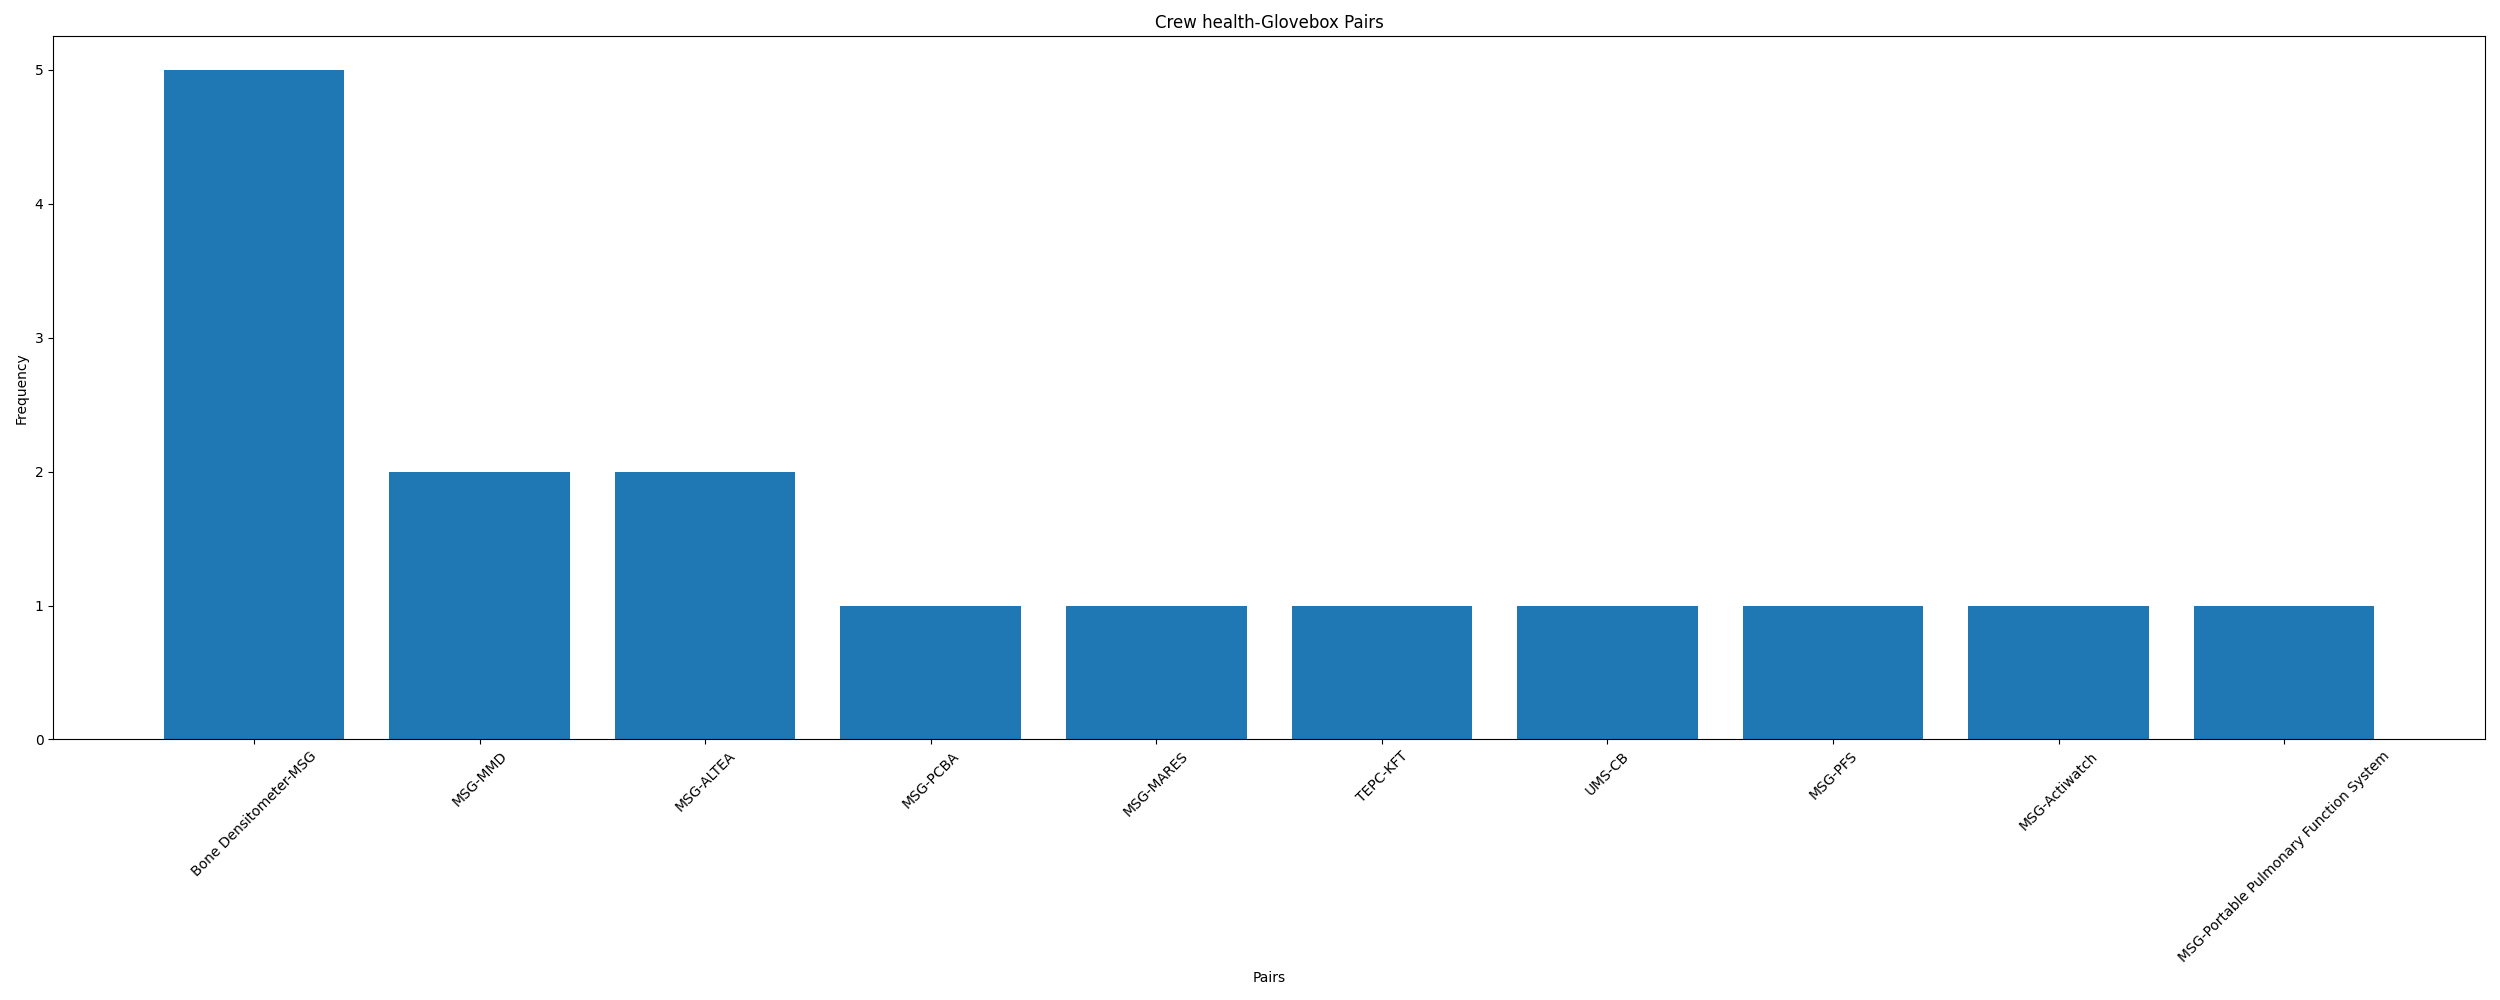 Crew health-Glovebox Pairs
Frequency
5
4
3
2
1
0
Bone Densitometer-MSG
MSG-MMD
MSG-ALTEA
MSG-PCBA
MSG-MARES
TEPC-KFT
UMS-CB
MSG-PFS
MSG-Actiwatch
MSG-Portable Pulmonary Function System
Pairs